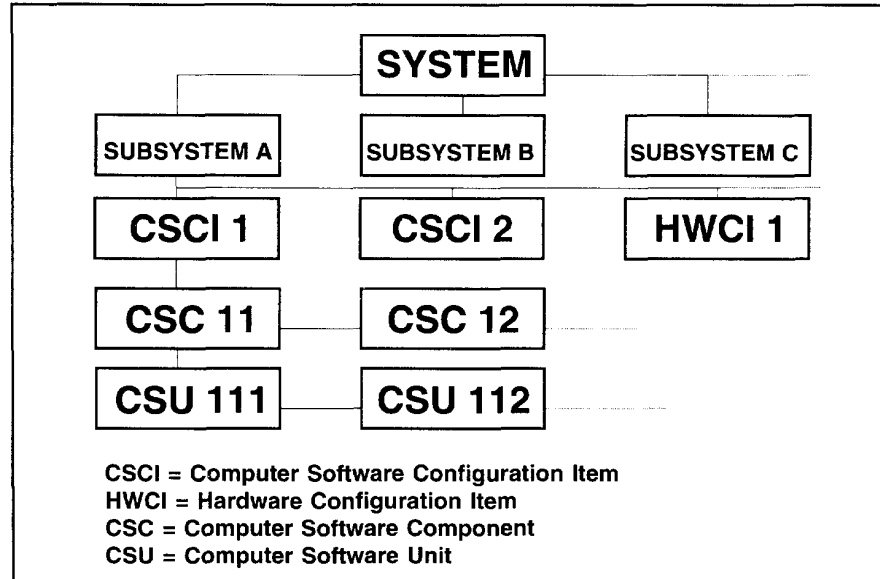 SYSTEM
SUBSYSTEM A
SUBSYSTEM B
SUBSYSTEM C
CSCI 1
CSCI 2
HWCI 1
CSC 11
CSC 12
CSU 111
CSU 112
CSCI = Computer Software Configuration Item
HWCI = Hardware Configuration Item
CSC = Computer Software Component
CSU = Computer Software Unit